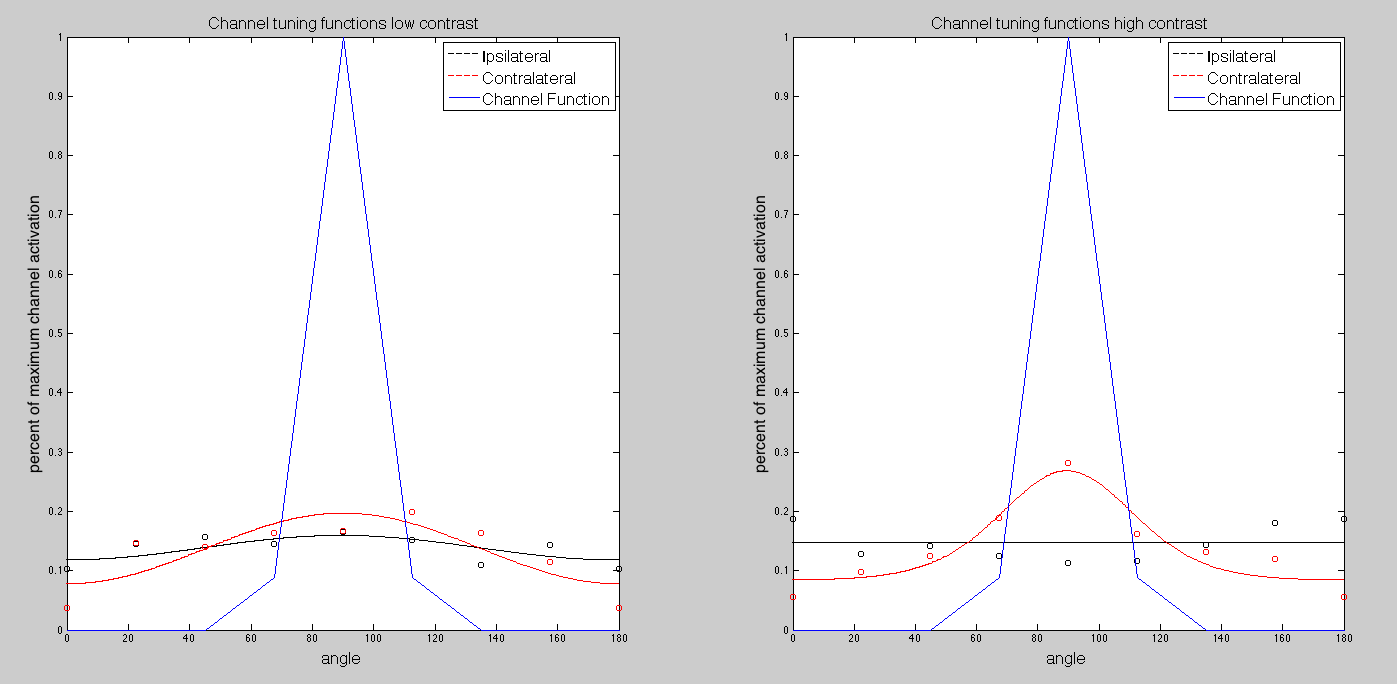 Channel tuning functions low contrast
1
0.9
0.8
0.7
0.6
0.5
0.4
0.3
0.2
0.1
0
percent of maximum channel activation
Ipsilateral
Contralateral
Channel Function
0 20 40 60 80 100 120 140 160 180
angle
Channel tuning functions high contrast
1
0.9
0.8
0.7
0.6
0.5
0.4
0.3
0.2
0.1
0
percent of maximum channel activation
Ipsilateral
Contralateral
Channel Function
0 20 40 60 80 100 120 140 160 180
angle